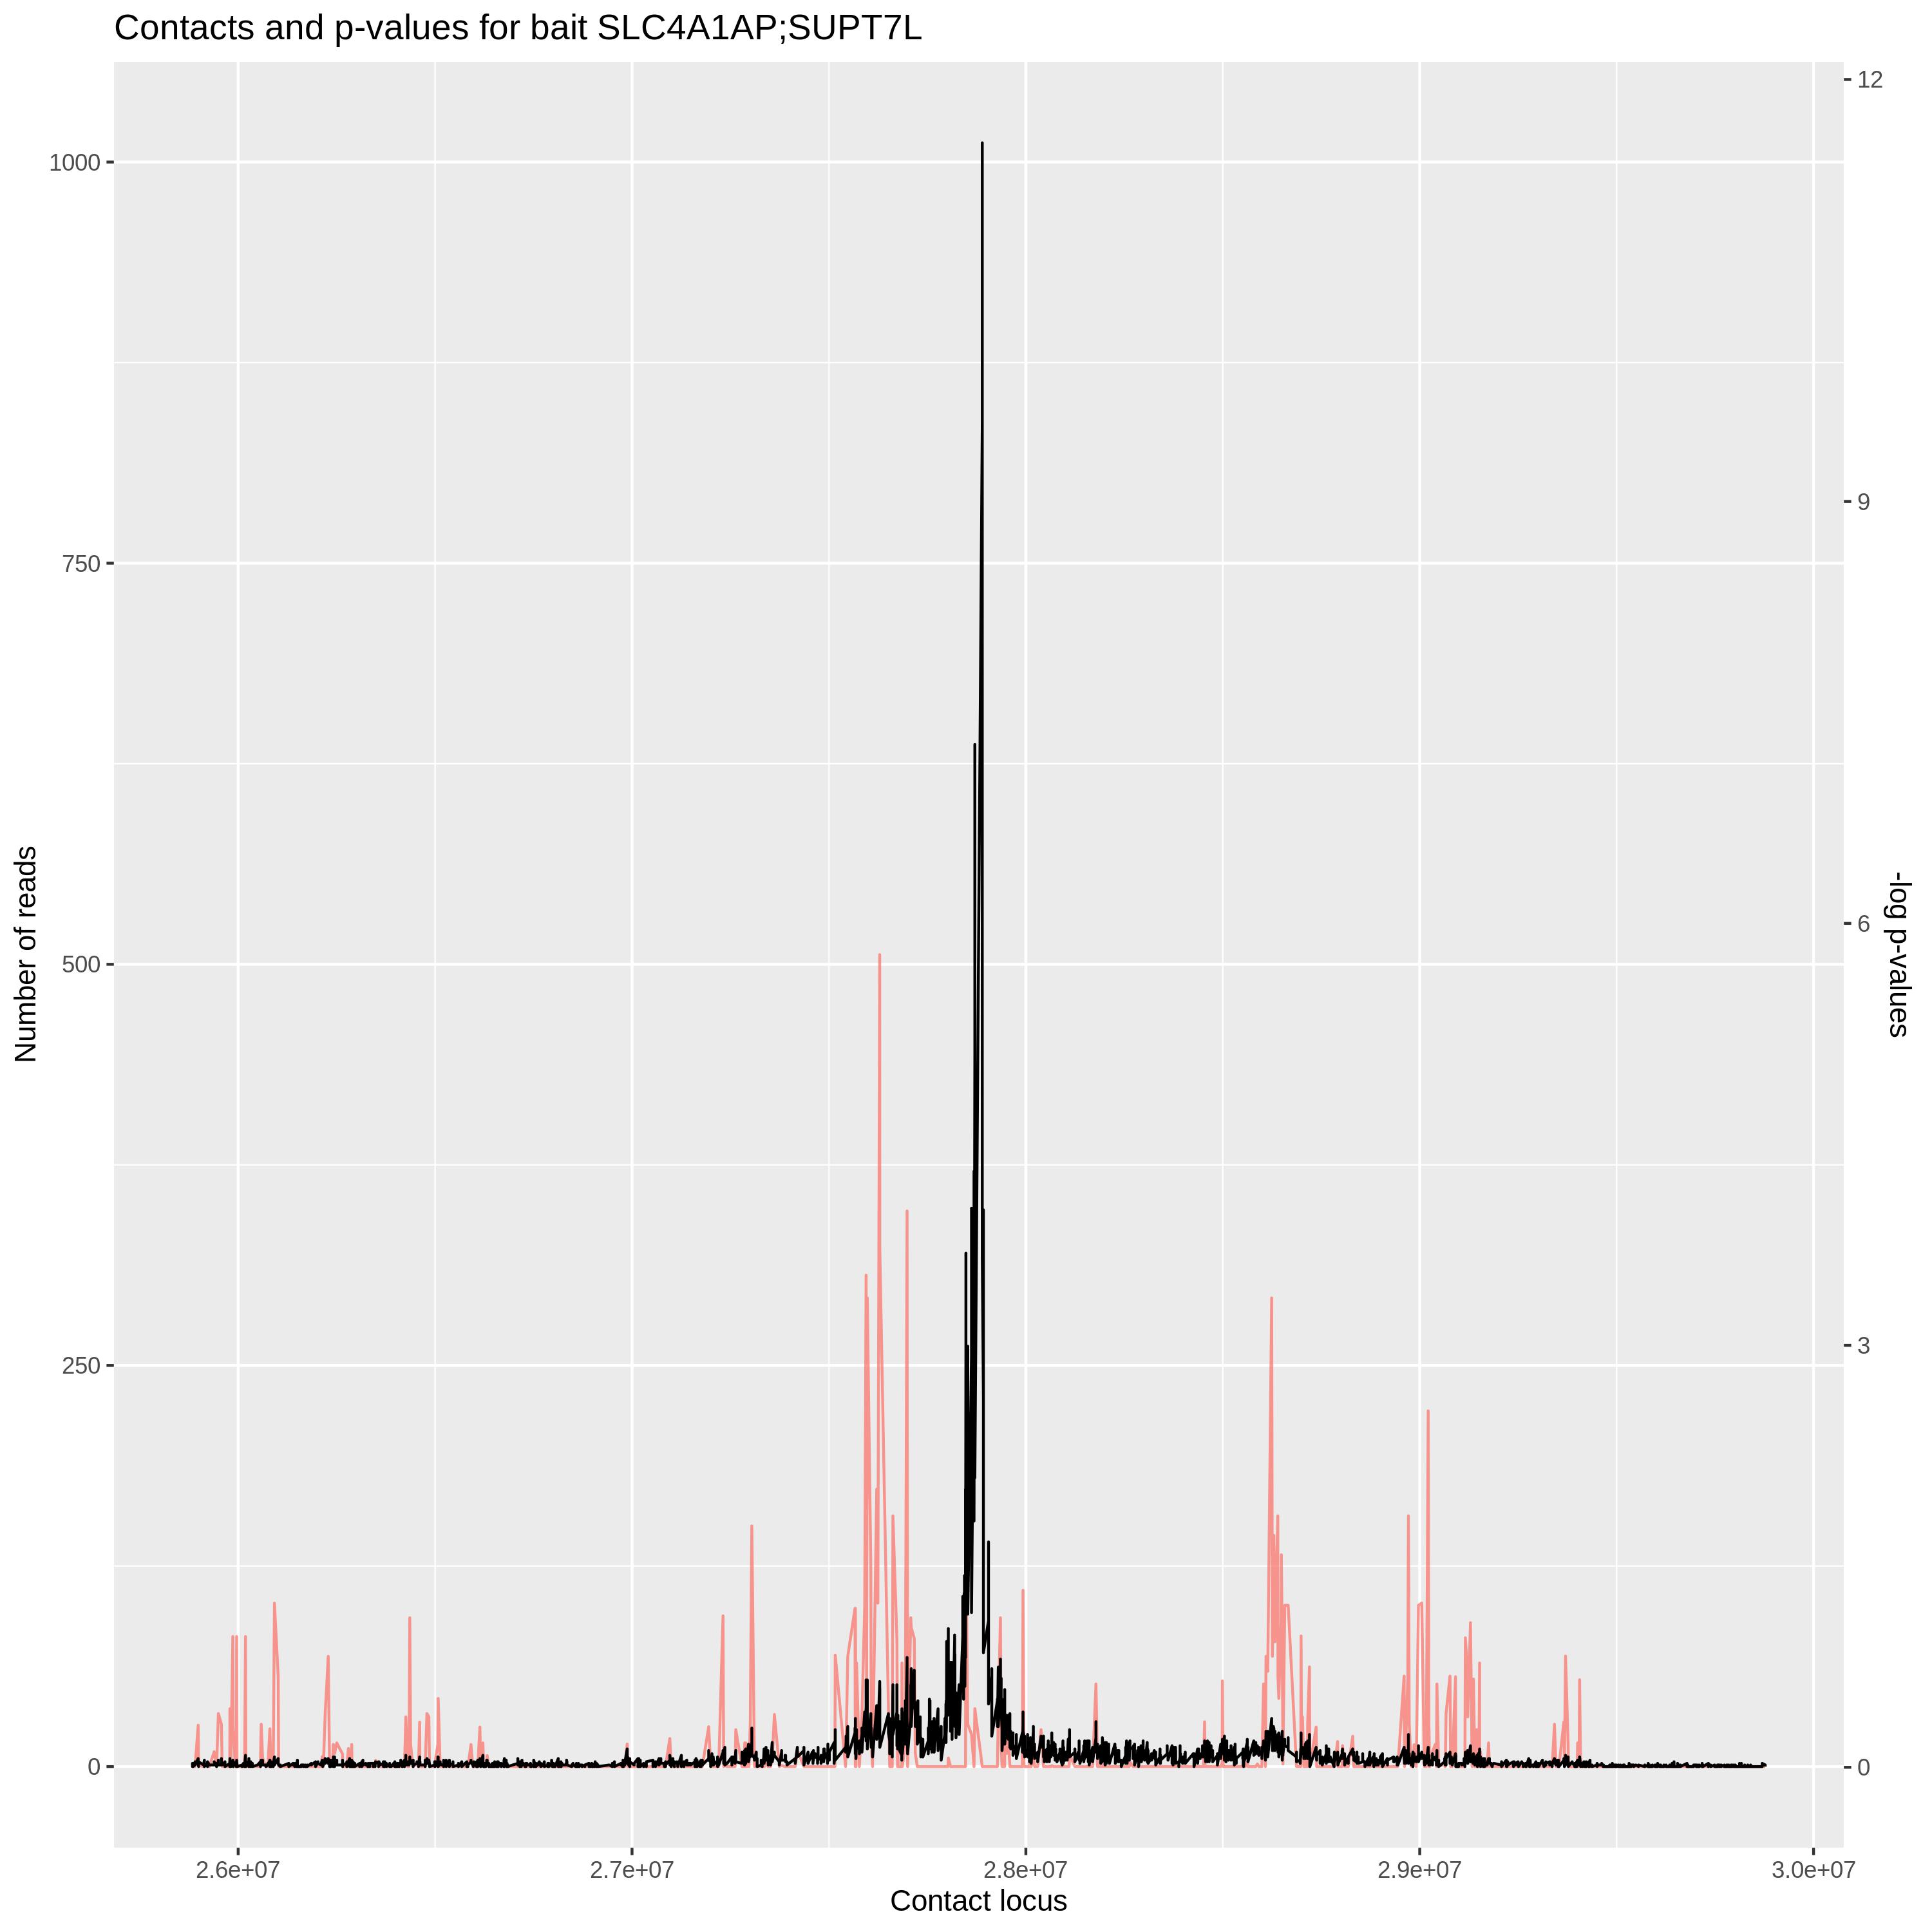 Contacts and p-values for bait SLC4A1AP;SUPT7L
1000
750
500
250
0
Number of reads
12
9
6
3
0
-log p-values
2.6e+07
2.7e+07
2.8e+07
2.9e+07
3.0e+07
Contact locus